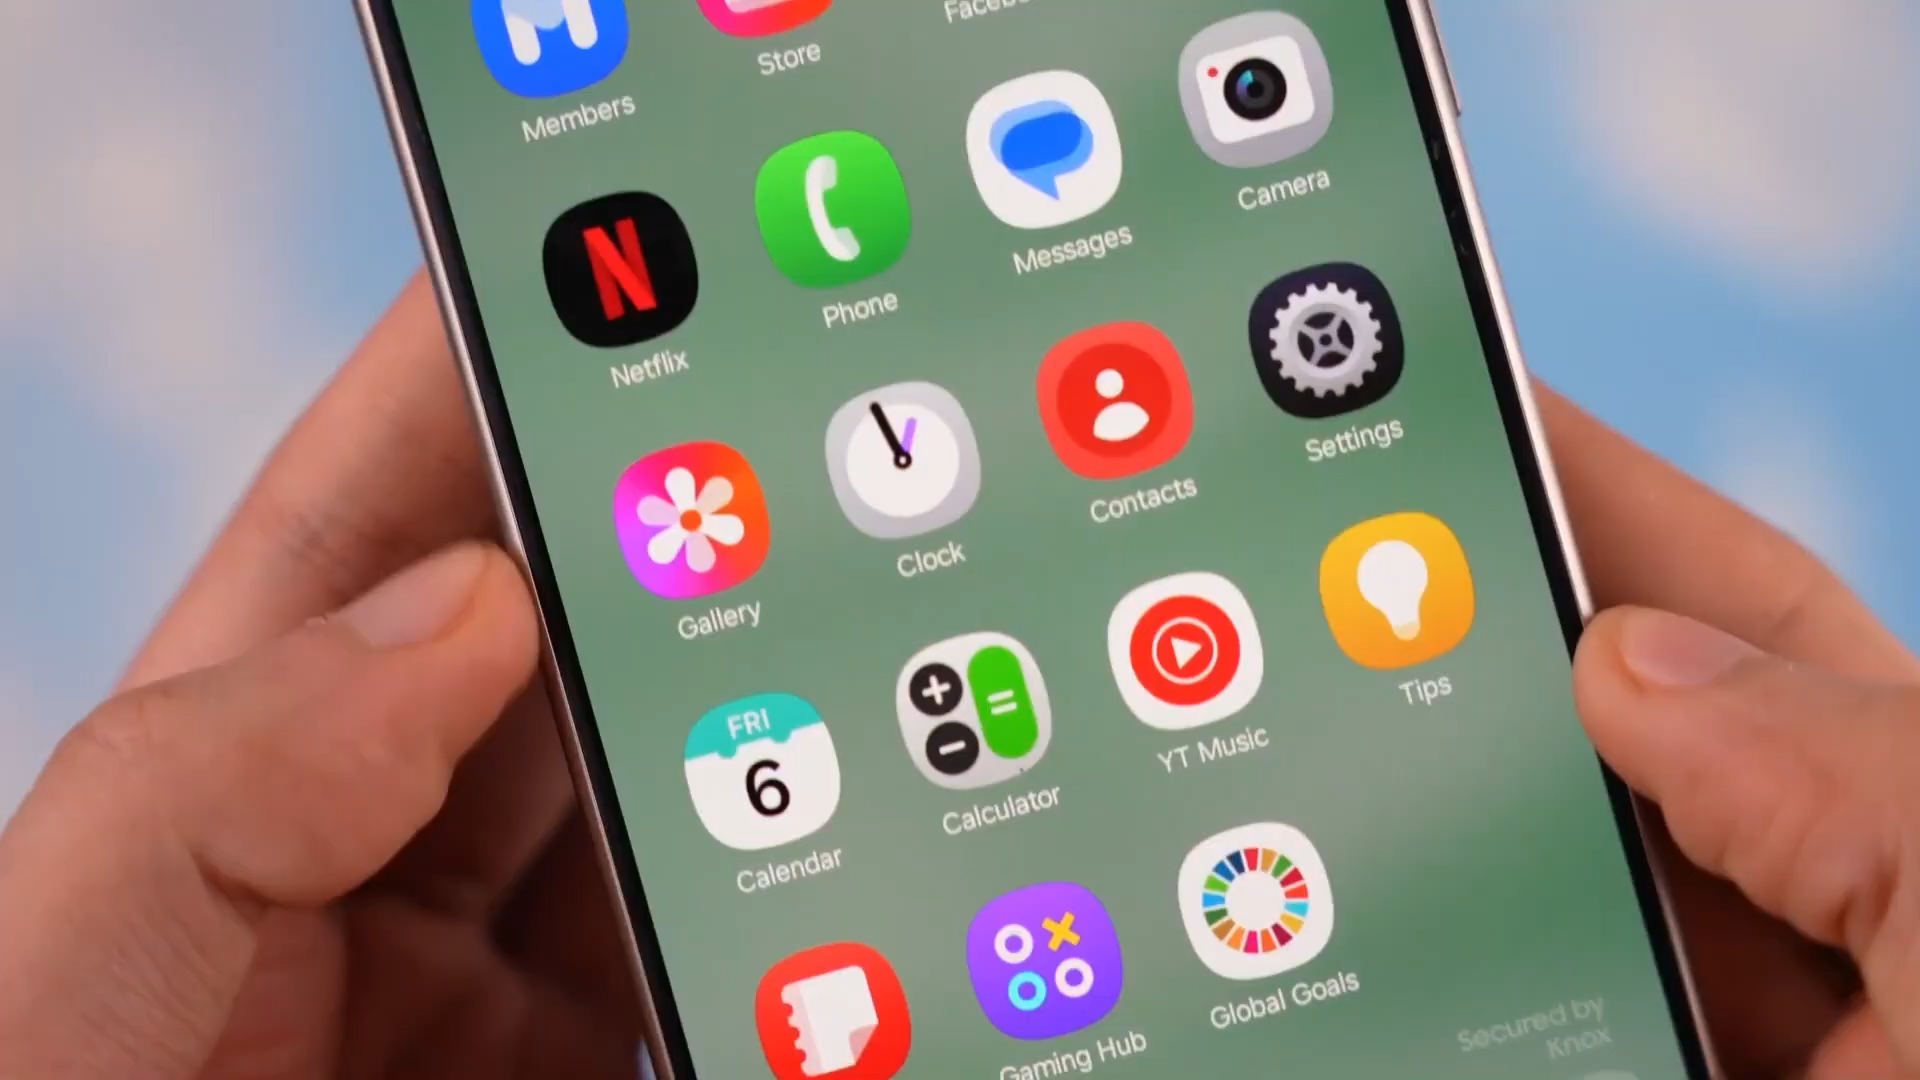 Store
Members
Camera
Messages
Phone
N
Netflix
Settings
Contacts
Clock
Gallery
Tips
YT Music
Calculator
FRI
6
Calendar
Global Goals
Gaming Hub
Secured by
Knox